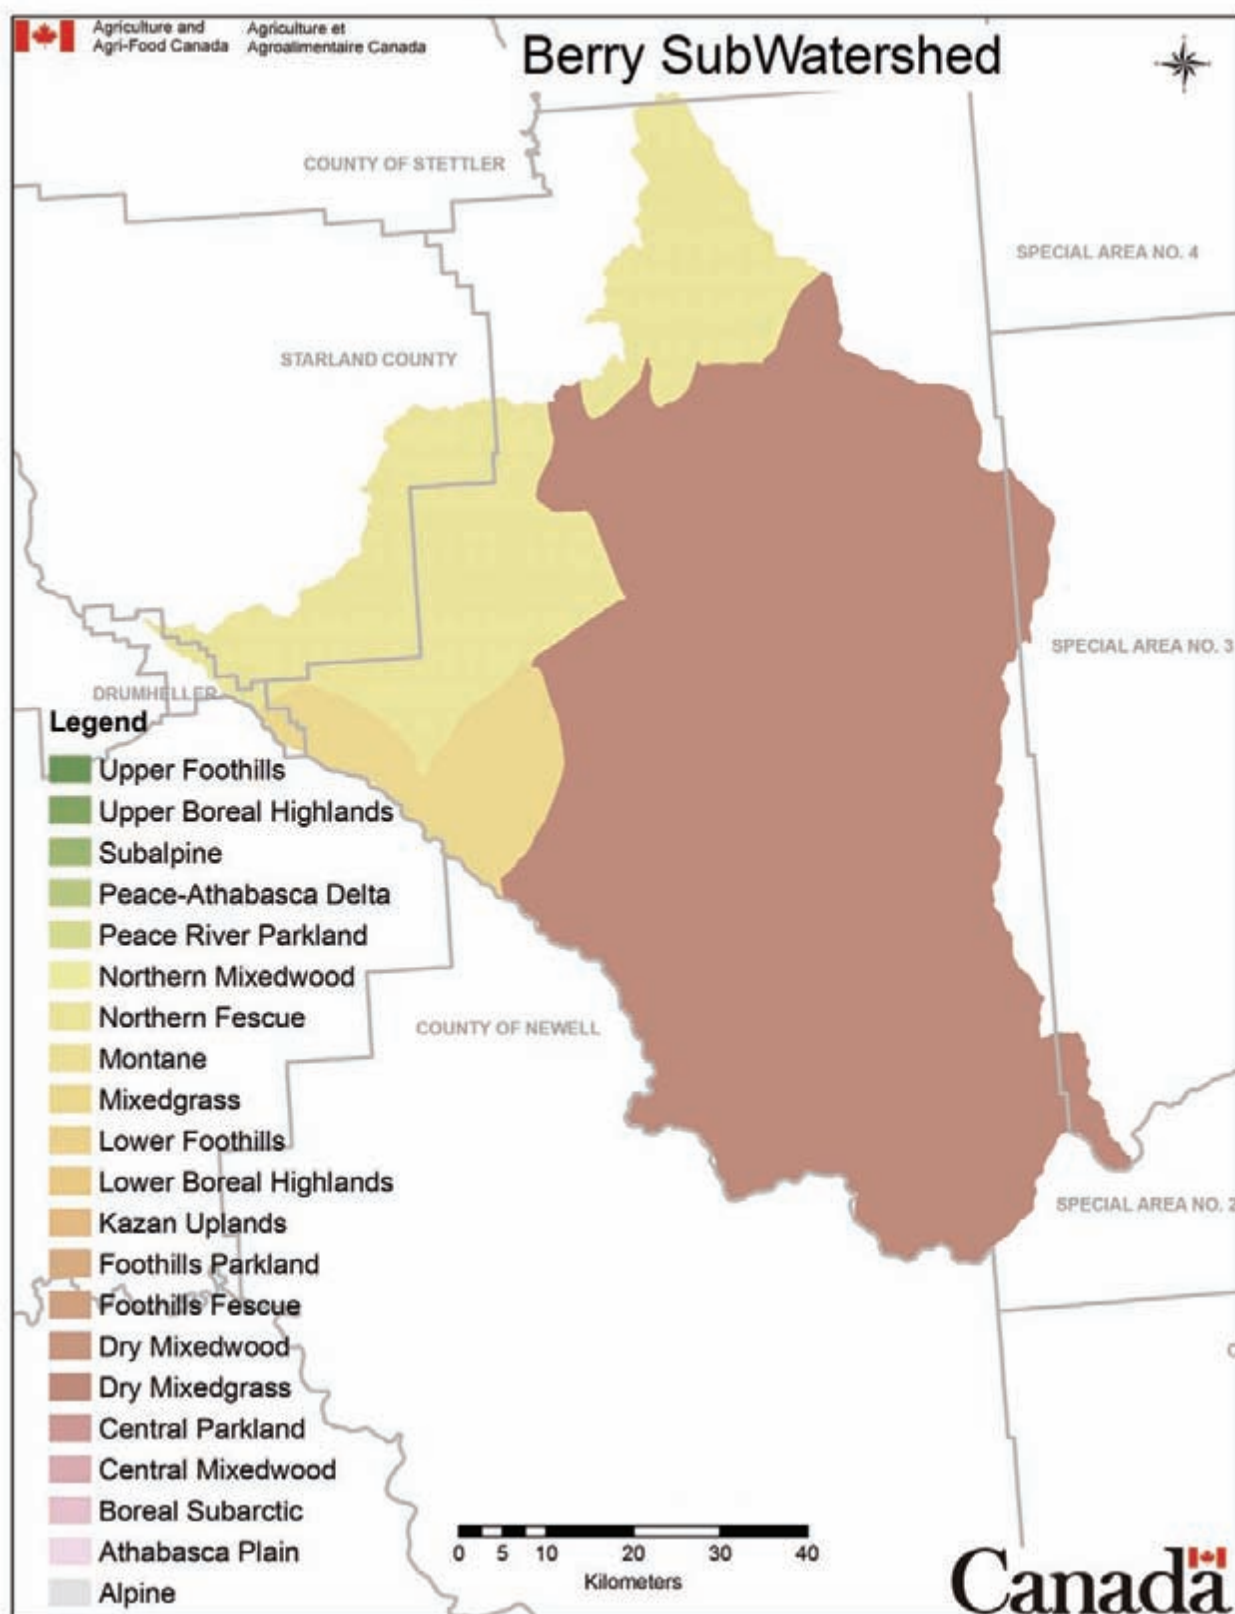 Agriculture and Agriculture et
Agri-Food Canada Agroalimentaire Canada
Berry SubWatershed
COUNTY OF STETTLER
SPECIAL AREA NO. 4
STARLAND COUNTY
SPECIAL AREA NO. 3
DRUMHELLER
Legend
Upper Foothills
Upper Boreal Highlands
Subalpine
Peace-Athabasca Delta
Peace River Parkland
Northern Mixedwood
Northern Fescue
COUNTY OF NEWELL
Montane
Mixedgrass
Lower Foothills
Lower Boreal Highlands
SPECIAL AREA NO. 2
Kazan Uplands
Foothills Parkland
Foothills Fescue
Dry Mixedwood
Dry Mixedgrass
Central Parkland
Central Mixedwood
Boreal Subarctic
Athabasca Plain
Alpine
0 5 10 20 30 40
Kilometers
Canada